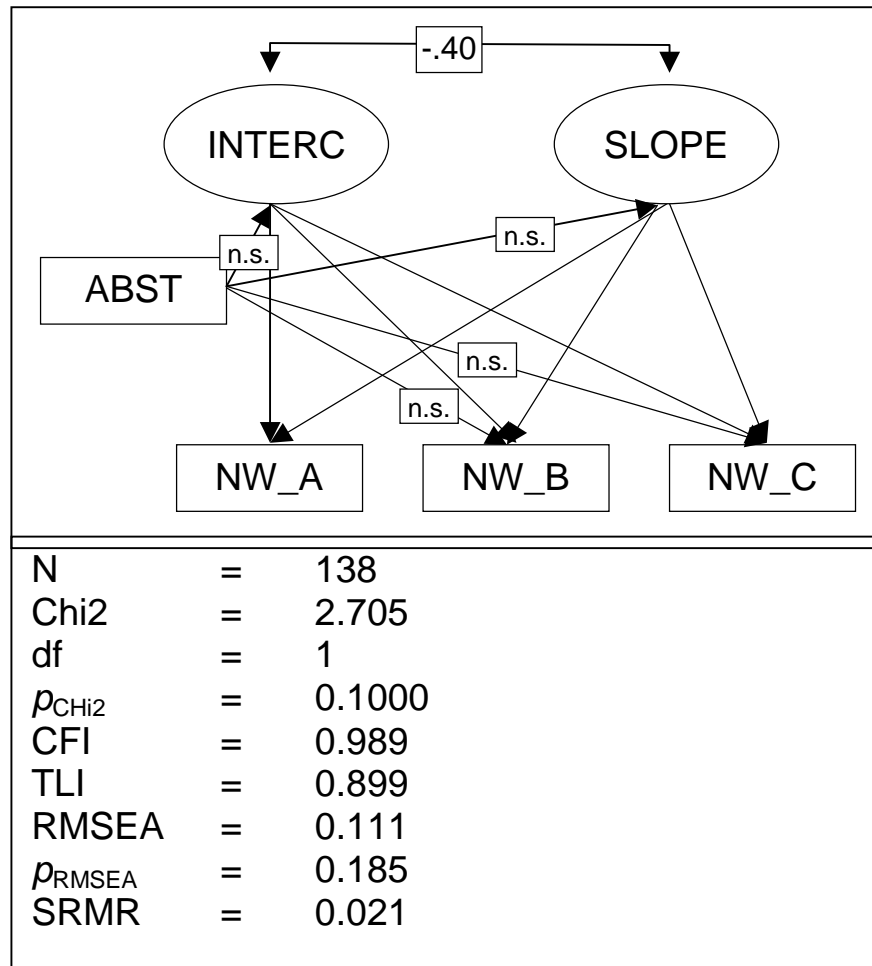 -.40
INTERC SLOPE
n.s. n.s.
ABST
n.s.
n.s.
NW_A NW_B NW_C
N = 138
Chi2 = 2.705
df = 1
pCHi2 = 0.1000
CFI = 0.989
TLI = 0.899
RMSEA = 0.111
pRMSEA = 0.185
SRMR = 0.021